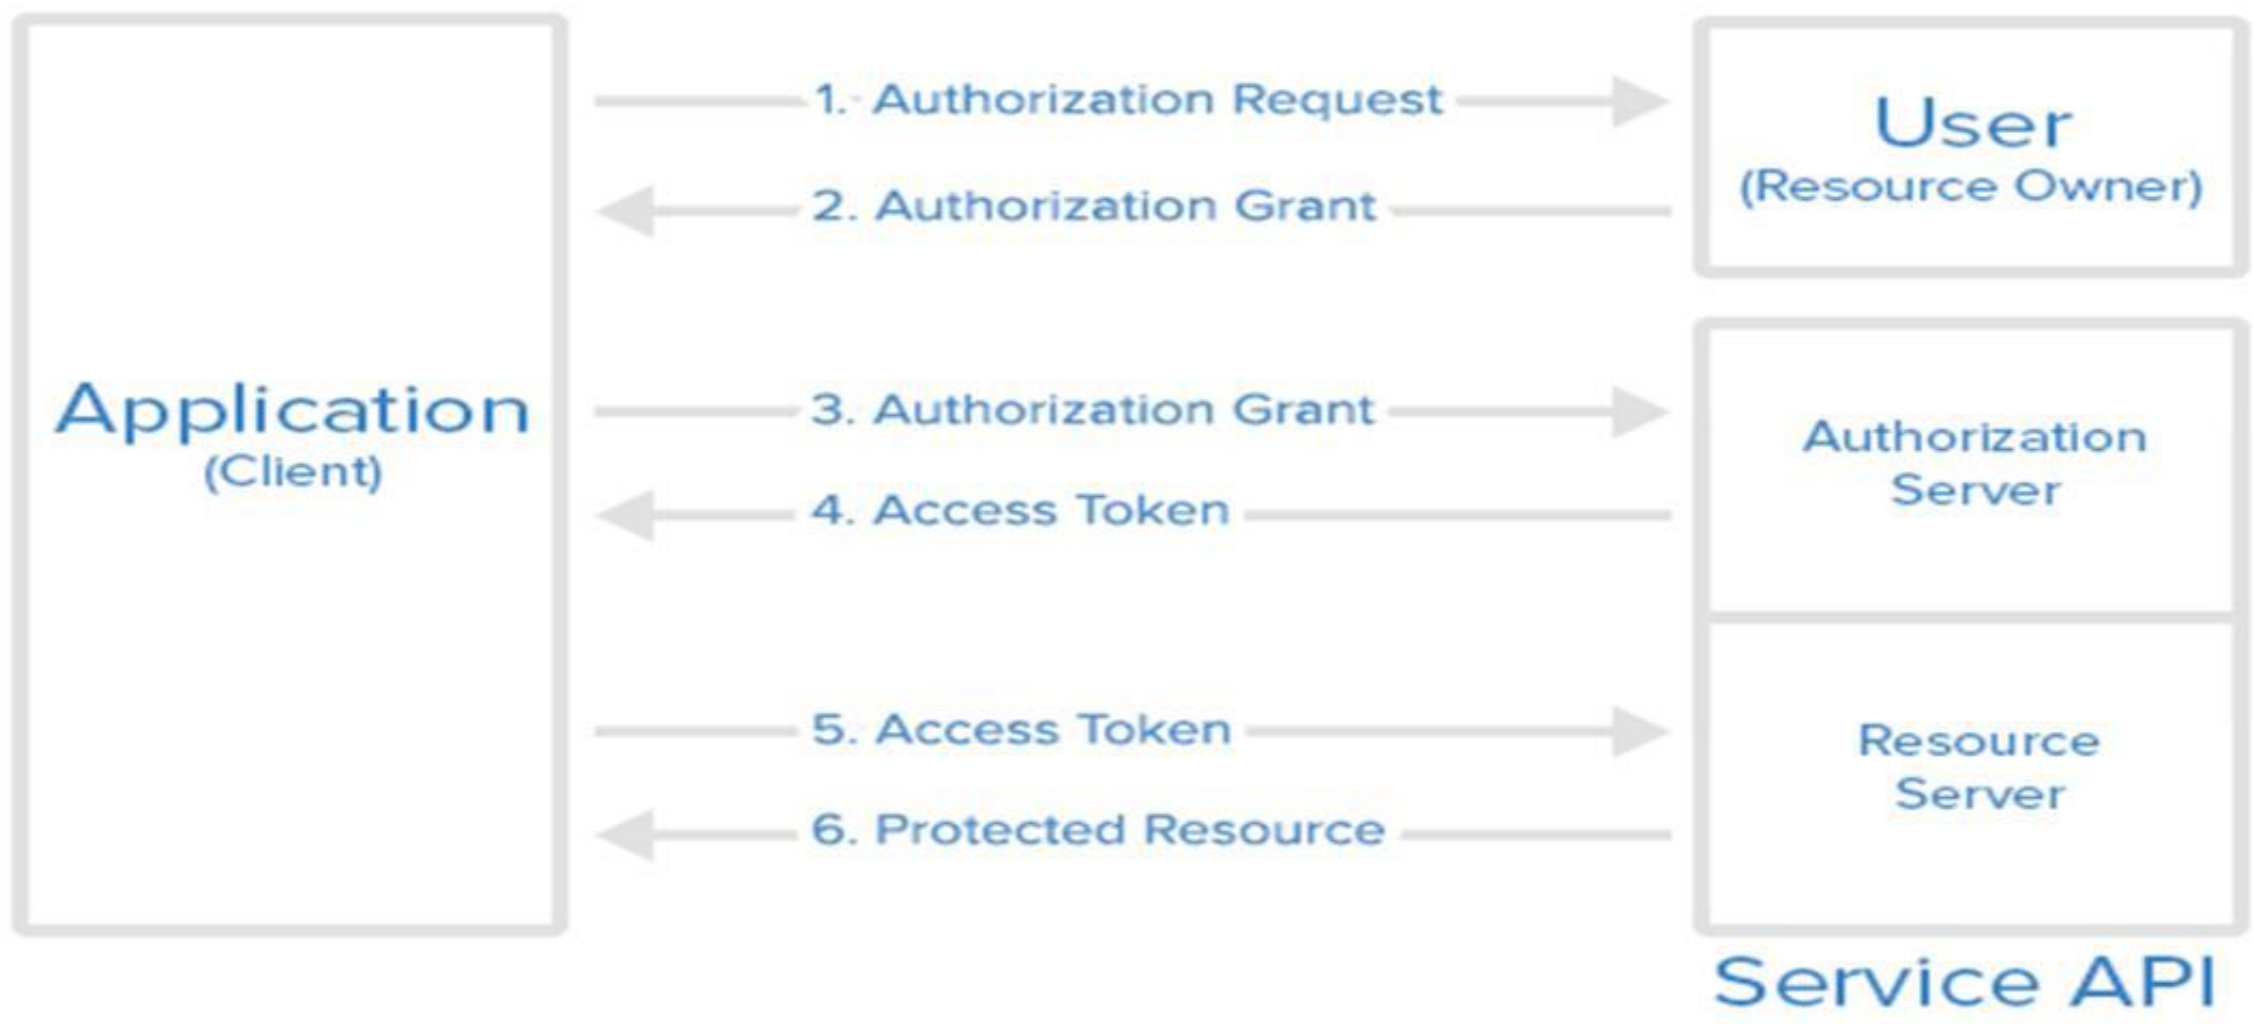 1. Authorization Request
User
(Resource Owner)
2. Authorization Grant
Application
(Client)
3. Authorization Grant
Authorization
Server
4. Access Token
5. Access Token
Resource
Server
6. Protected Resource
Service API